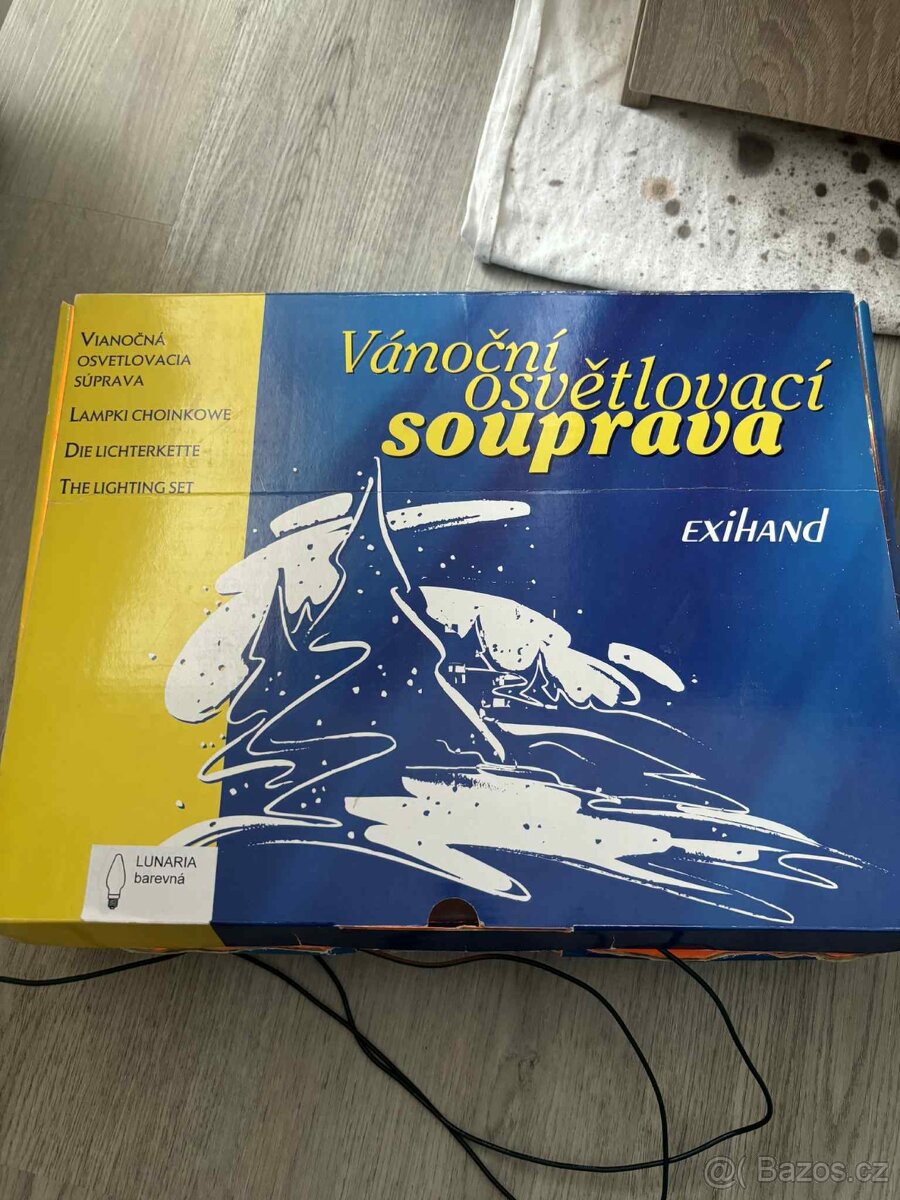 VIANOČNÁ
OSVETLOVACIA
SÚPRAVA
LAMPKI CHOINKOWE
DIE LICHTERKETTE
THE LIGHTING SET
Vánoční
osvětlovací
souprava
EXIHAND
LUNARIA
barevná
@( Bazos.cz